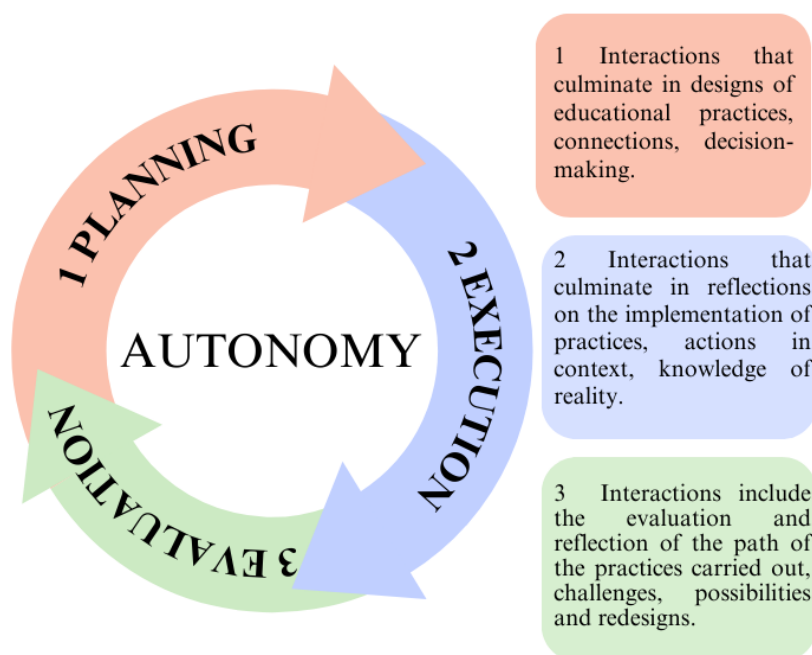 1 PLANNING
2 EXECUTION
3 EVALUATION
AUTONOMY
1 Interactions that
culminate in designs of
educational practices,
connections, decision-
making.
2 Interactions that
culminate in reflections
on the implementation of
practices, actions in
context, knowledge of
reality.
3 Interactions include
the evaluation and
reflection of the path of
the practices carried out,
challenges, possibilities
and redesigns.